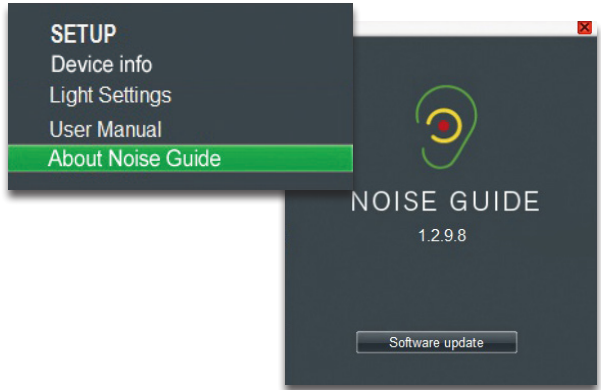 SETUP
Device info
Light Settings
User Manual
About Noise Guide
NOISE GUIDE
1.2.9.8
Software update